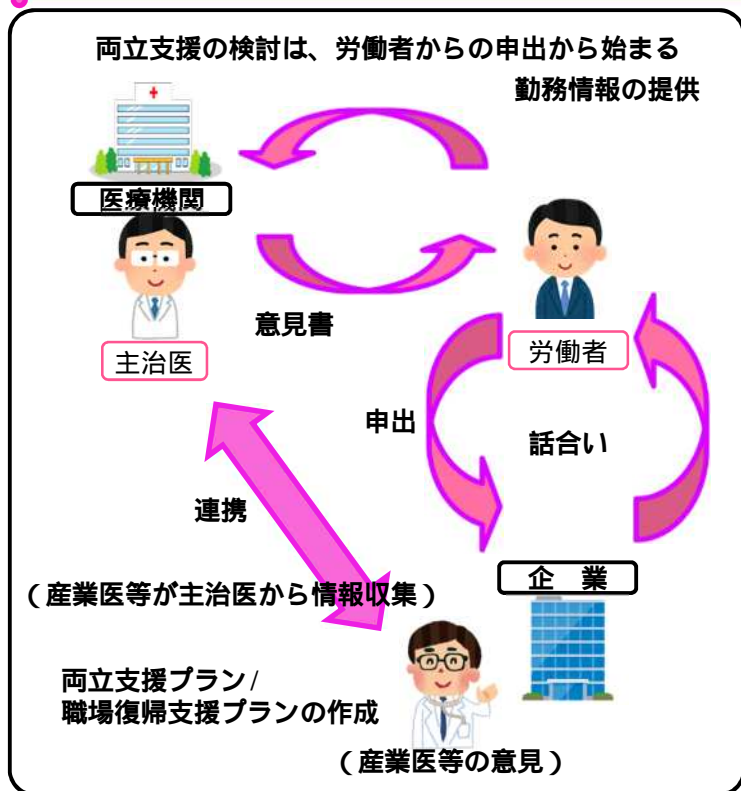 両立支援の検討は、労働者からの申出から始まる
勤務情報の提供
医療機関
意見書
主治医
労働者
申出
話合い
連携
企　業
（産業医等が主治医から情報収集）
両立支援プラン/
職場復帰支援プランの作成
（産業医等の意見）